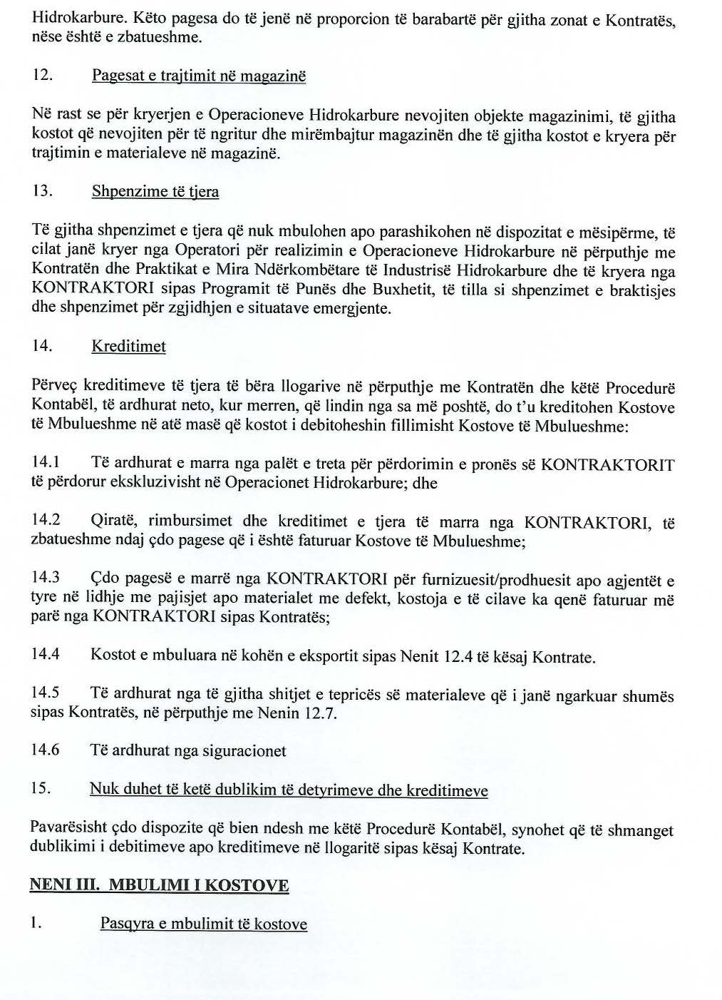 Hidrokarbure. Këto pagesa do të jenë në proporcion të barabartë për gjitha zonat e Kontratës,
nëse është e zbatueshme.
12. Pagesat e trajtimit në magazinë
Në rast se për kryerjen e Operacioneve Hidrokarbure nevojiten objekte magazinimi, të gjitha
kostot që nevojiten për të ngritur dhe mirëmbajtur magazinën dhe të gjitha kostot e kryera për
trajtimin e materialeve në magazinë.
13. Shpenzime të tjera
Të gjitha shpenzimet e tjera që nuk mbulohen apo parashikohen në dispozitat e mësipërme, të
cilat janë kryer nga Operatori për realizimin e Operacioneve Hidrokarbure në përputhje me
Kontratën dhe Praktikat e Mira Ndërkombëtare të Industrisë Hidrokarbure dhe të kryera nga
KONTRAKTORI sipas Programit të Punës dhe Buxhetit, të tilla si shpenzimet e braktisjes
dhe shpenzimet për zgjidhjen e situatave emergjente.
14. Kreditimet
Përveç kreditimeve të tjera të bëra llogarive në përputhje me Kontratën dhe këtë Procedurë
Kontabël, të ardhurat neto, kur merren, që lindin nga sa më poshtë, do t'u kreditohen Kostove
të Mbulueshme në atë masë që kostot i debitoheshin fillimisht Kostove të Mbulueshme:
14.1 Të ardhurat e marra nga palët e treta për përdorimin e pronës së KONTRAKTORIT
të përdorur ekskluzivisht në Operacionet Hidrokarbure; dhe
14.2 Qiratë, rimbursimet dhe kreditimet e tjera të marra nga KONTRAKTORI, të
zbatueshme ndaj çdo pagese që i është faturuar Kostove të Mbulueshme;
14.3 Çdo pagesë e marrë nga KONTRAKTORI për furnizuesit/prodhuesit apo agjentët e
tyre në lidhje me pajisjet apo materialet me defekt, kostoja e të cilave ka qenë faturuar më
parë nga KONTRAKTORI sipas Kontratës;
14.4 Kostot e mbuluara në kohën e eksportit sipas Nenit 12.4 të kësaj Kontrate.
14.5 Të ardhurat nga të gjitha shitjet e tepricës së materialeve që i janë ngarkuar shumës
sipas Kontratës, në përputhje me Nenin 12.7.
14.6 Të ardhurat nga siguracionet
15. Nuk duhet të ketë dublikim të detyrimeve dhe kreditimeve
Pavarësisht çdo dispozite që bien ndesh me këtë Procedurë Kontabël, synohet që të shmanget
dublikimi i debitimeve apo kreditimeve në llogaritë sipas kësaj Kontrate.
NENI III. MBULIMI I KOSTOVE
1. Pasqyra e mbulimit të kostove